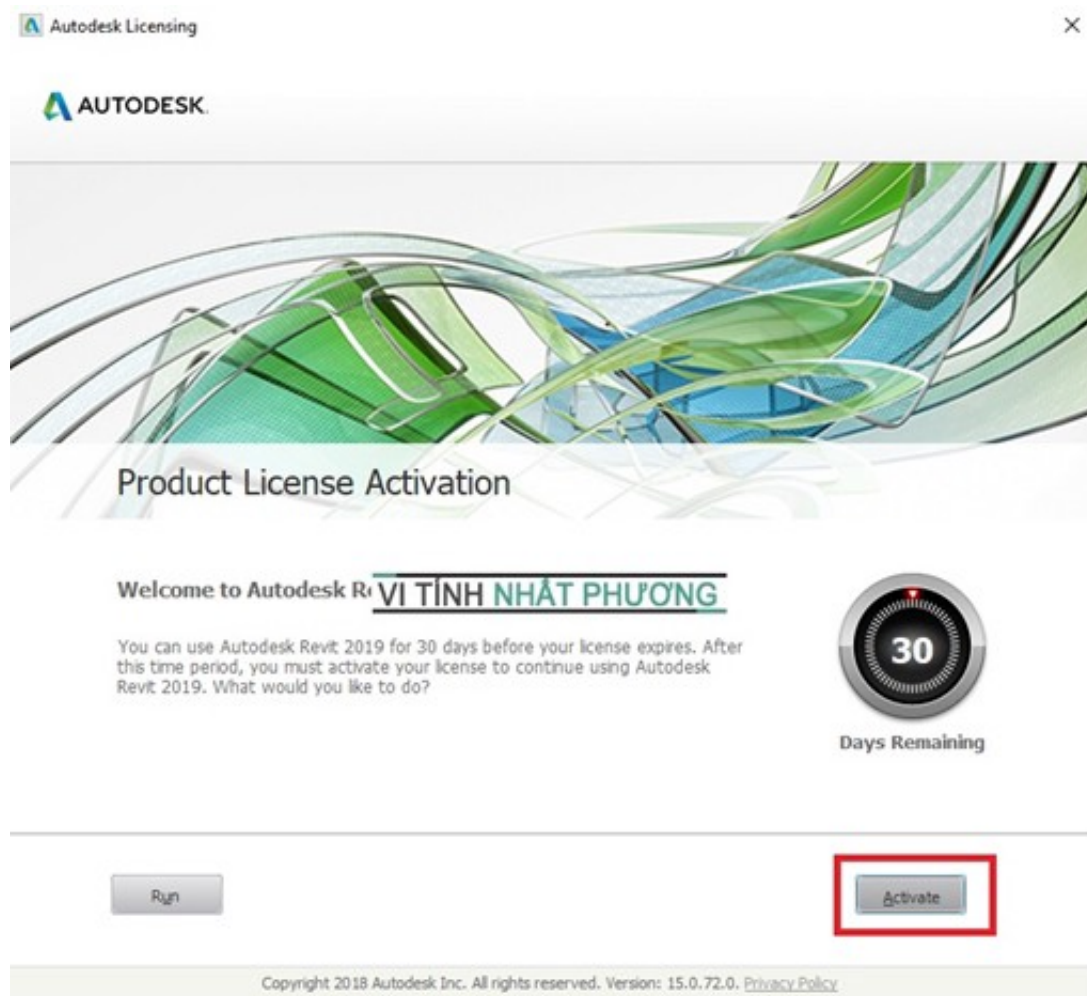 Autodesk Licensing
AUTODESK.
Product License Activation
Welcome to Autodesk
VI TÍNH NHẬT PHƯƠNG
You can use Autodesk Revit 2019 for 30 days before your license expires. After
this time period, you must activate your license to continue using Autodesk
Revit 2019. What would you like to do?
30
Days Remaining
Run
Activate
Copyright 2018 Autodesk Inc. All rights reserved. Version: 15.0.72.0. Privacy Policy